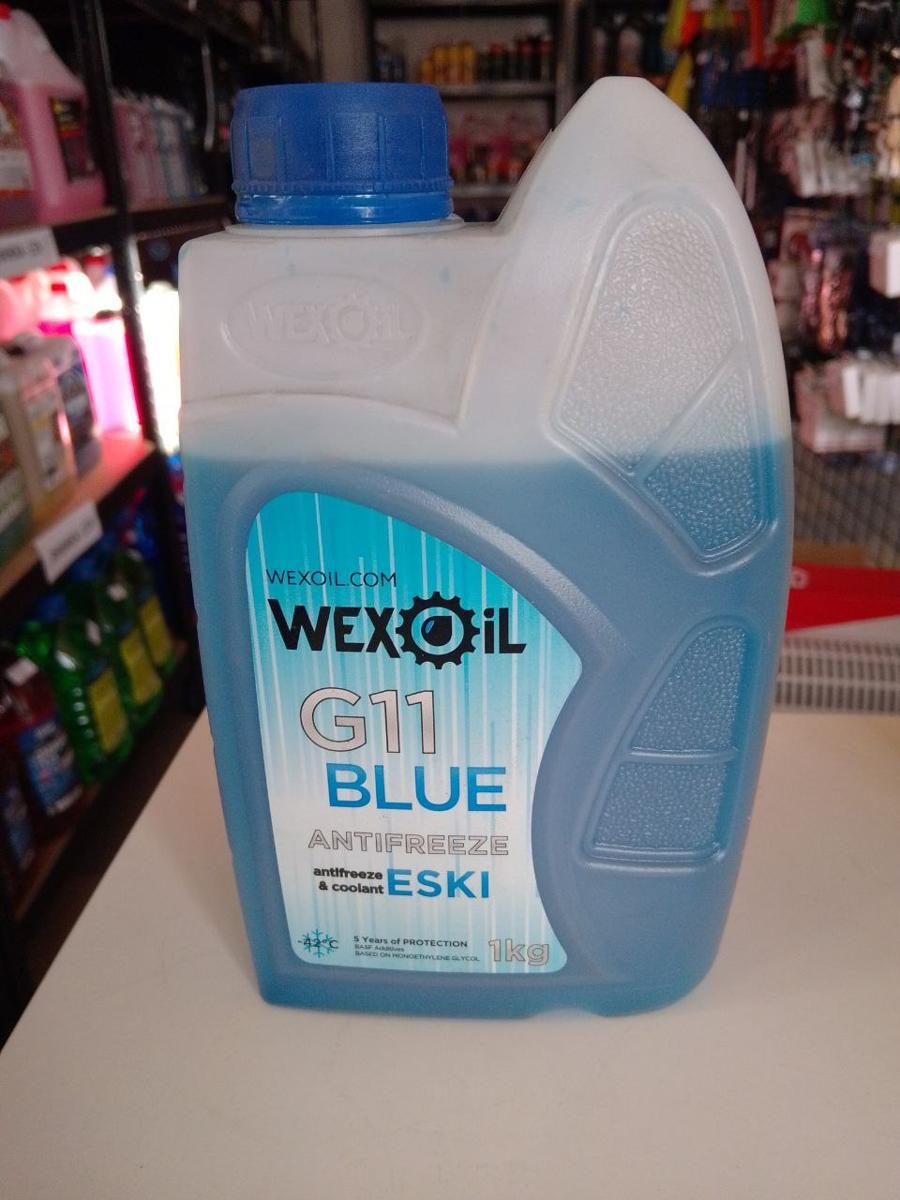 WEXOIL
WEXOIL.COM
WEXOiL
G11
BLUE
ANTIFREEZE
antifreeze
& coolant ESKI
-42°C
5 Years of PROTECTION
BASF Additives
BASED ON MONOETHYLENE GLYCOL
1kg